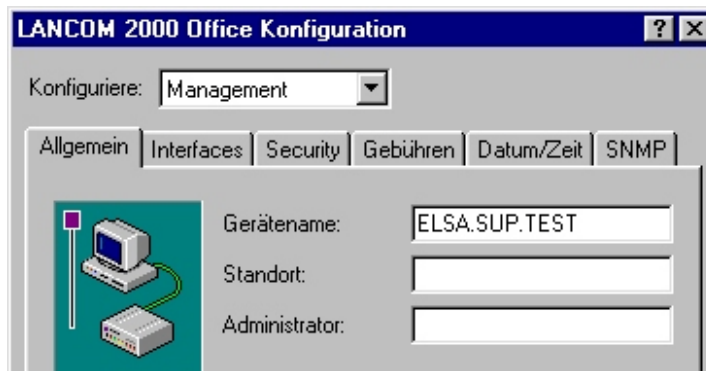 LANCOM 2000 Office Konfiguration
Konfiguriere: Management
Allgemein Interfaces Security Gebühren Datum/Zeit SNMP
Gerätename: ELSA.SUP.TEST
Standort:
Administrator: